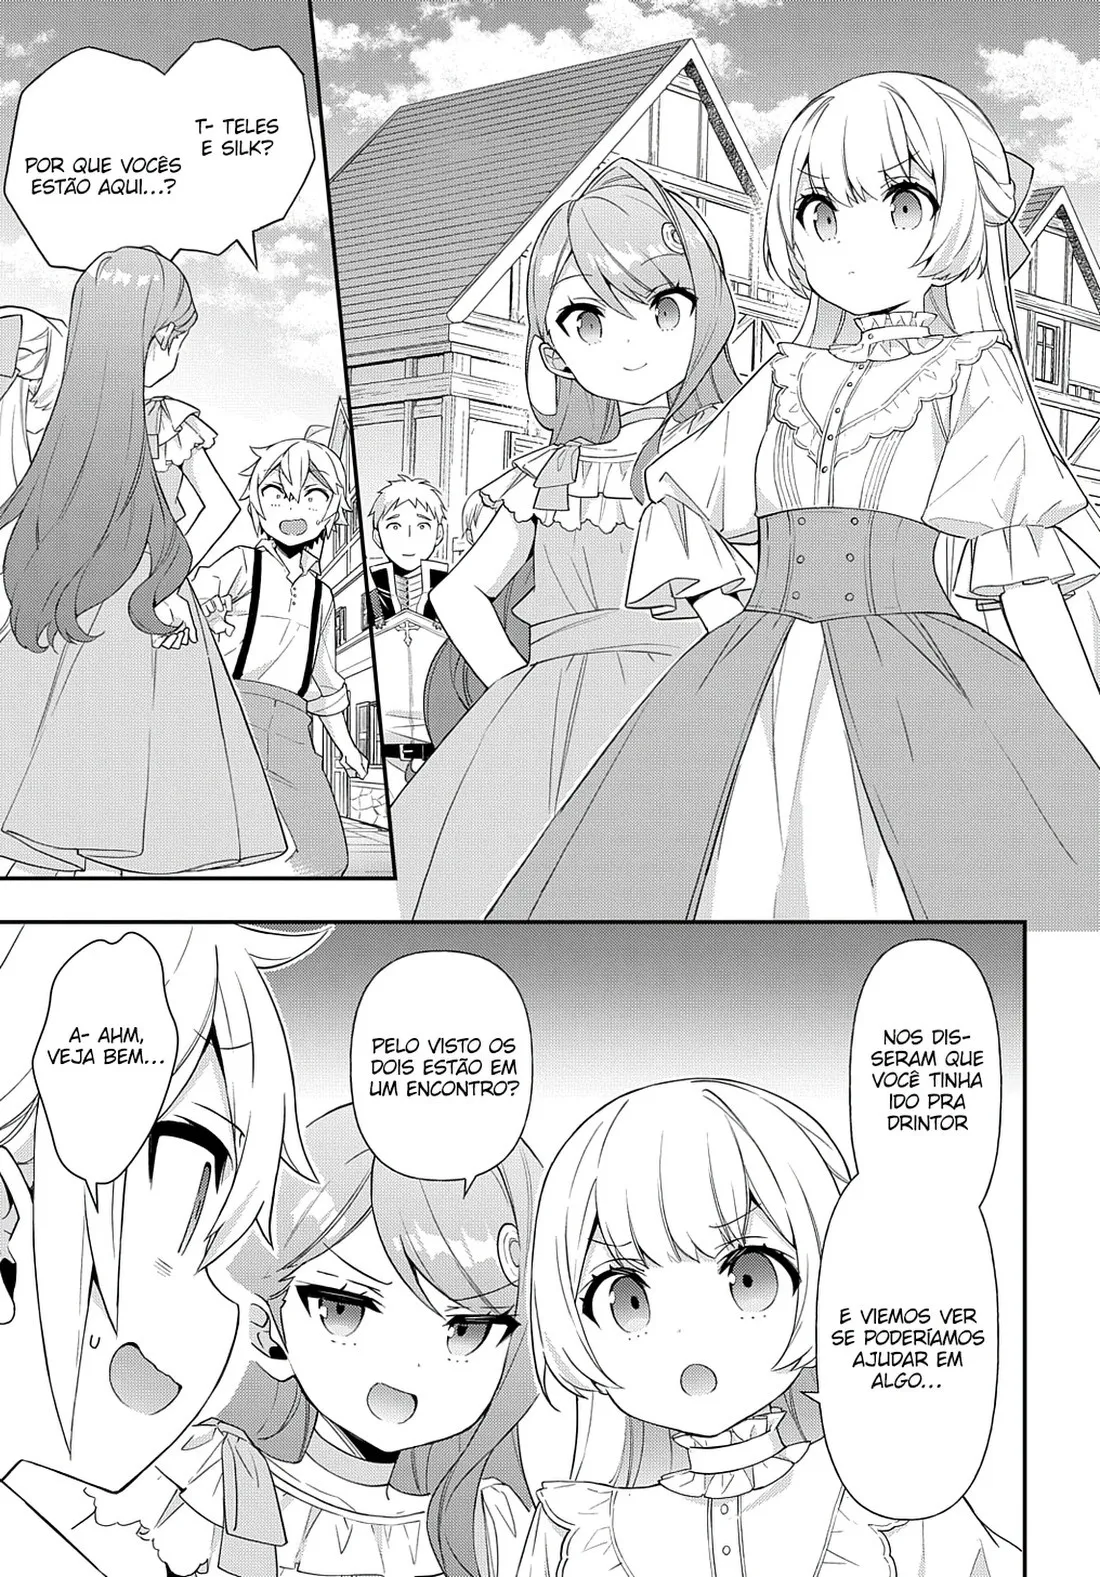 T- TELES
E SILK?
POR QUE VOCÊS
ESTÃO AQUI...?
NOS DIS-
SERAM QUE
VOCÊ TINHA
IDO PRA
DRINTOR
E VIEMOS VER
SE PODERÍAMOS
AJUDAR EM
ALGO...
PELO VISTO OS
DOIS ESTÃO EM
UM ENCONTRO?
A- AHM,
VEJA BEM...